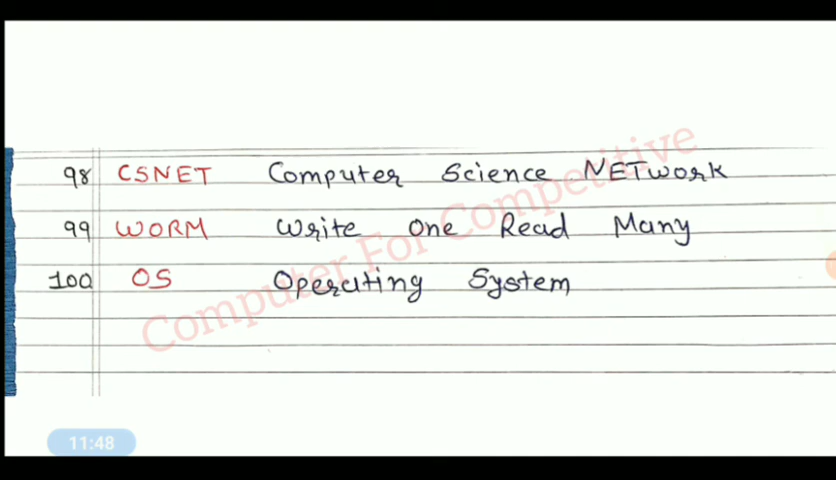 98 CSNET Computer Science NETWork
99 WORM Write One Read Many
100 OS Operating System
Computer For Competitive
11:48